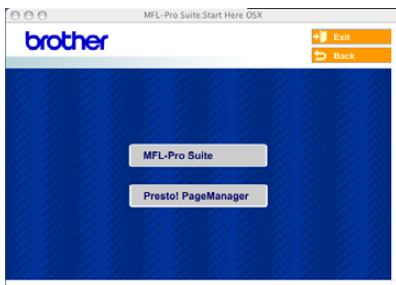 MFL-Pro Suite:Start Here OSX
brother
Exit
Back
MFL-Pro Suite
Presto! PageManager